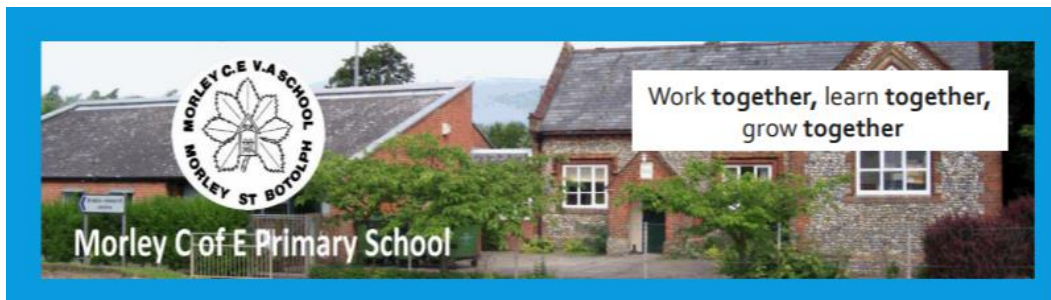 MORLEY C.E V.A SCHOOL
MORLEY ST BOTOLPH
Work together, learn together,
grow together
Morley C of E Primary School